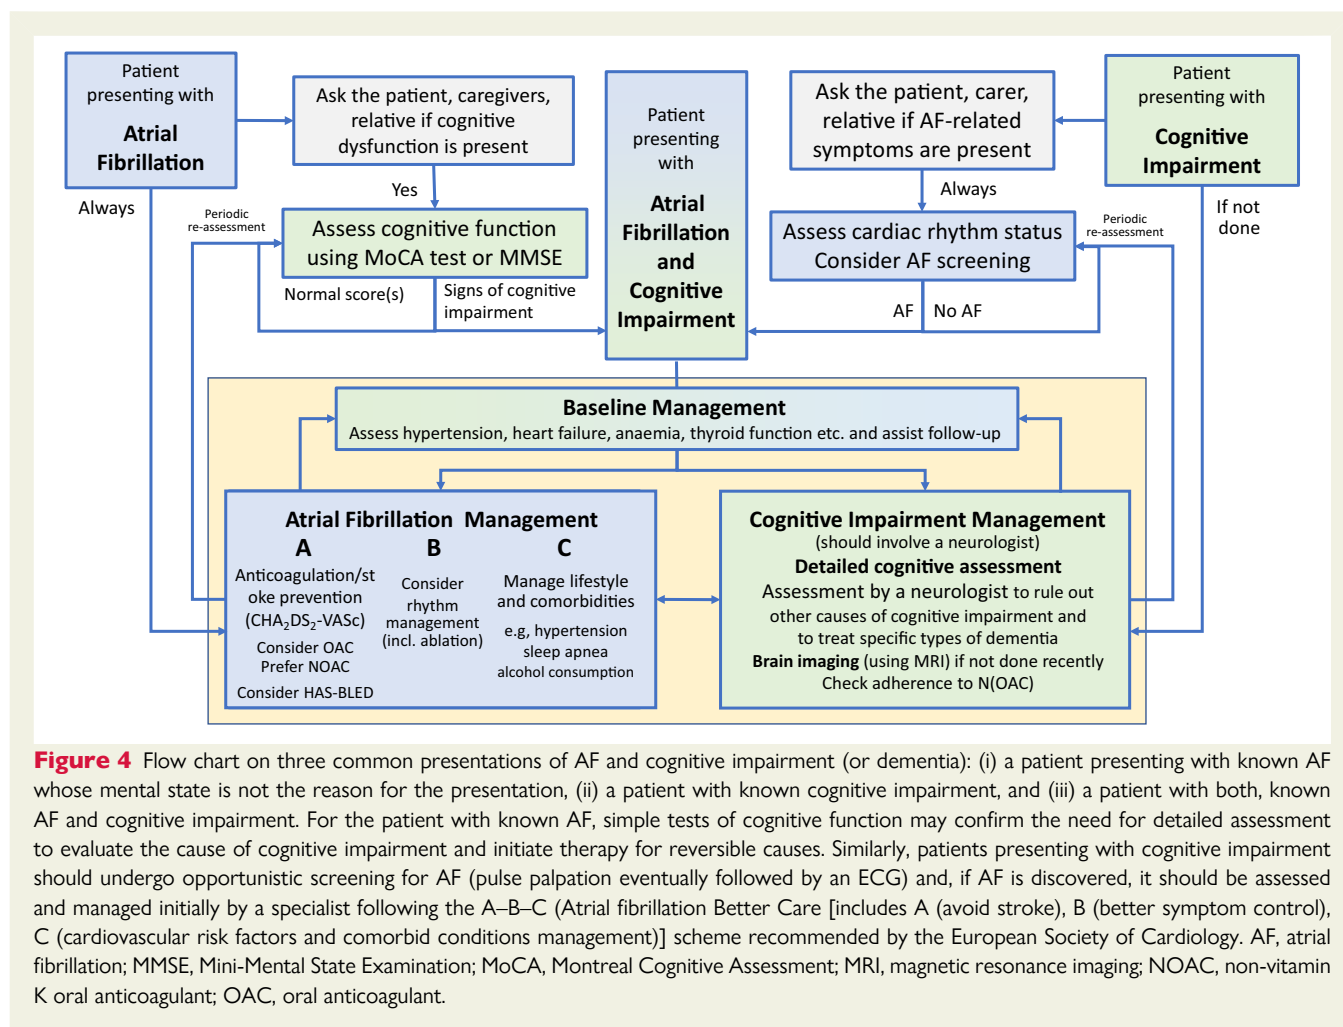 Patient
presenting with
Atrial
Fibrillation
Ask the patient, caregivers,
relative if cognitive
dysfunction is present
Patient
presenting
with
Atrial
Fibrillation
and
Cognitive
Impairment
Ask the patient, carer,
relative if AF-related
symptoms are present
Patient
presenting with
Cognitive
Impairment
Always
Yes
Always
If not
done
Periodic
re-assessment
Assess cognitive function
using MoCA test or MMSE
Assess cardiac rhythm status
Consider AF screening
Periodic
re-assessment
Normal score(s)
Signs of cognitive
impairment
AF
No AF
Baseline Management
Assess hypertension, heart failure, anaemia, thyroid function etc. and assist follow-up
Atrial Fibrillation Management
A
Anticoagulation/st
oke prevention
(CHA₂DS₂-VASc)
Consider OAC
Prefer NOAC
Consider HAS-BLED
B
Consider
rhythm
management
(incl. ablation)
C
Manage lifestyle
and comorbidities
e.g, hypertension
sleep apnea
alcohol consumption
Cognitive Impairment Management
(should involve a neurologist)
Detailed cognitive assessment
Assessment by a neurologist to rule out
other causes of cognitive impairment and
to treat specific types of dementia
Brain imaging (using MRI) if not done recently
Check adherence to N(OAC)
Figure 4 Flow chart on three common presentations of AF and cognitive impairment (or dementia): (i) a patient presenting with known AF
whose mental state is not the reason for the presentation, (ii) a patient with known cognitive impairment, and (iii) a patient with both, known
AF and cognitive impairment. For the patient with known AF, simple tests of cognitive function may confirm the need for detailed assessment
to evaluate the cause of cognitive impairment and initiate therapy for reversible causes. Similarly, patients presenting with cognitive impairment
should undergo opportunistic screening for AF (pulse palpation eventually followed by an ECG) and, if AF is discovered, it should be assessed
and managed initially by a specialist following the A–B–C (Atrial fibrillation Better Care [includes A (avoid stroke), B (better symptom control),
C (cardiovascular risk factors and comorbid conditions management)] scheme recommended by the European Society of Cardiology. AF, atrial
fibrillation; MMSE, Mini-Mental State Examination; MoCA, Montreal Cognitive Assessment; MRI, magnetic resonance imaging; NOAC, non-vitamin
K oral anticoagulant; OAC, oral anticoagulant.